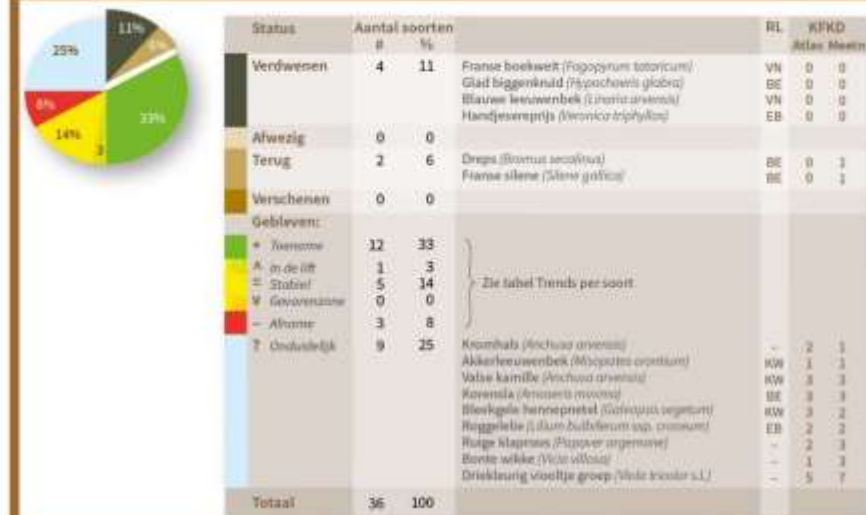 11%
6%
25%
33%
8%
14%
3
Status Aantal soorten RL KFKD
# % Atlas Meetn
Verdwenen 4 11 Franse boekweit (Fagopyrum tataricum) VN 0 0
Glad biggenkruid (Hypochaeris glabra) BE 0 0
Blauwe leeuwenbek (Linaria arvensis) VN 0 0
Handjesereprijs (Veronica triphyllos) EB 0 0
Afwezig 0 0
Terug 2 6 Dreps (Bromus secalinus) BE 0 1
Franse silene (Silene gallica) BE 0 1
Verschenen 0 0
Gebleven:
+ Toename 12 33
^ In de lift 1 3
= Stabiel 5 14 Zie tabel Trends per soort
v Gevarenzone 0 0
– Afname 3 8
? Onduidelijk 9 25 Kromhals (Anchusa arvensis) - 2 1
Akkerleeuwenbek (Misopates orontium) KW 1 1
Valse kamille (Anchusa arvensis) KW 3 3
Korensla (Arnoseris minima) BE 3 3
Bleekgele hennepnetel (Galeopsis segetum) KW 3 2
Roggelelie (Lilium bulbiferum ssp. croceum) EB 2 2
Ruige klaproos (Papaver argemone) - 2 3
Bonte wikke (Vicia villosa) - 1 3
Driekleurig viooltje groep (Viola tricolor s.l.) - 5 7
Totaal 36 100